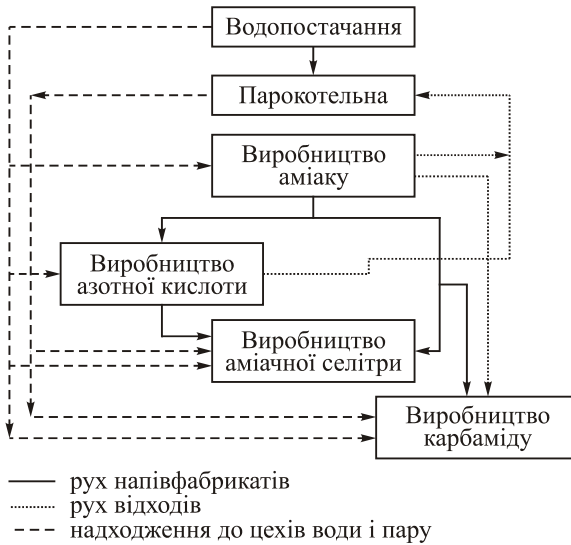 Водопостачання
Парокотельна
Виробництво
аміаку
Виробництво
азотної кислоти
Виробництво
аміачної селітри
Виробництво
карбаміду
рух напівфабрикатів
рух відходів
надходження до цехів води і пару